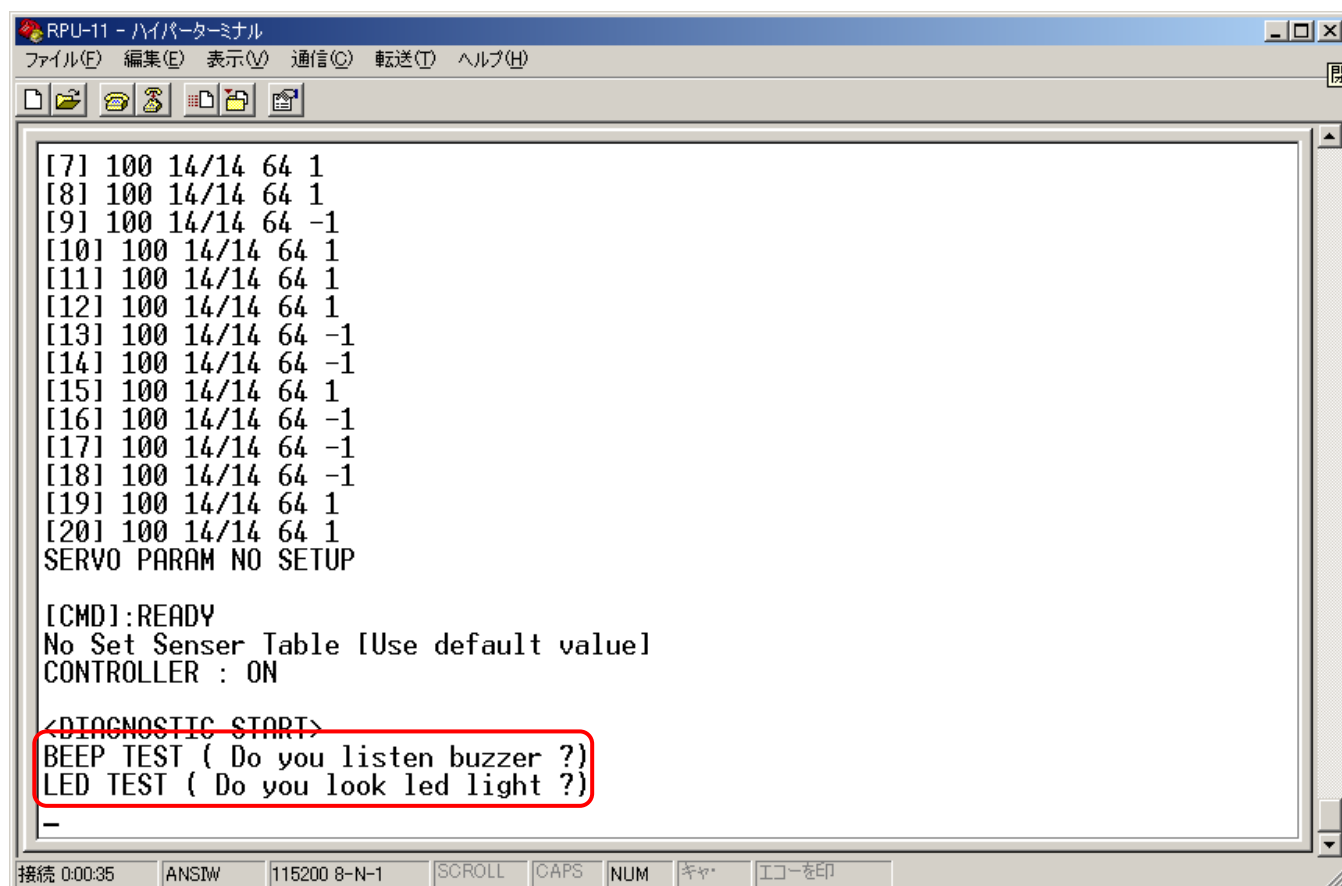 RPU-11 - ハイパーターミナル
ファイル(F) 編集(E) 表示(V) 通信(C) 転送(T) ヘルプ(H)
[7] 100 14/14 64 1
[8] 100 14/14 64 1
[9] 100 14/14 64 -1
[10] 100 14/14 64 1
[11] 100 14/14 64 1
[12] 100 14/14 64 1
[13] 100 14/14 64 -1
[14] 100 14/14 64 -1
[15] 100 14/14 64 1
[16] 100 14/14 64 -1
[17] 100 14/14 64 -1
[18] 100 14/14 64 -1
[19] 100 14/14 64 1
[20] 100 14/14 64 1
SERVO PARAM NO SETUP
[CMD]:READY
No Set Senser Table [Use default value]
CONTROLLER : ON
<DIAGNOSTIC START>
BEEP TEST ( Do you listen buzzer ?)
LED TEST ( Do you look led light ?)
_
接続 0:00:35 ANSIW 115200 8-N-1 SCROLL CAPS NUM キャ・ エコーを印